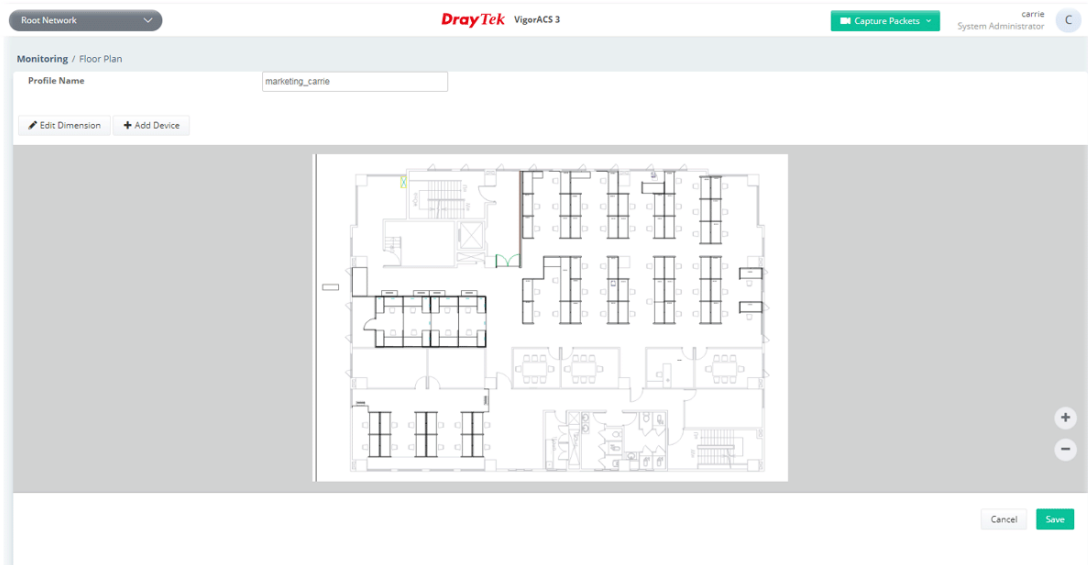 Root Network
DrayTek VigorACS 3
Capture Packets
carrie
System Administrator
C
Monitoring / Floor Plan
Profile Name
marketing_carrie
Edit Dimension
Add Device
Cancel
Save